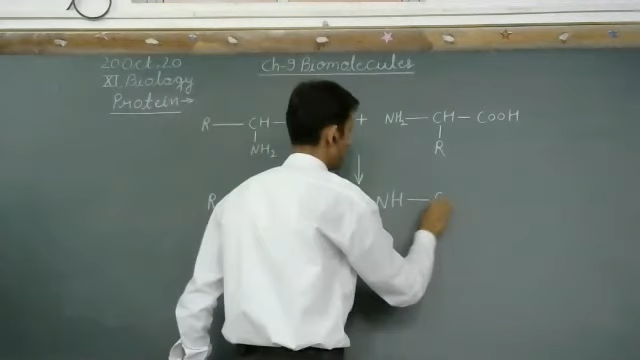 20 Oct, 20
Ch-9 Biomolecules
XI. Biology
Protein→
R — CH — + NH₂ — CH — COOH
NH₂ R
↓
R NH — C